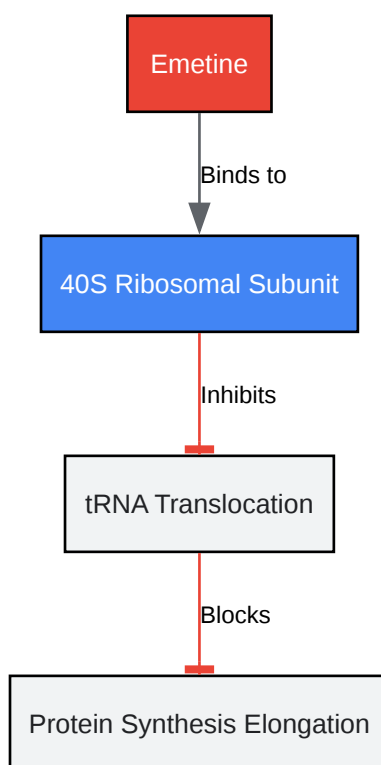 Emetine
Binds to
40S Ribosomal Subunit
Inhibits
tRNA Translocation
Blocks
Protein Synthesis Elongation